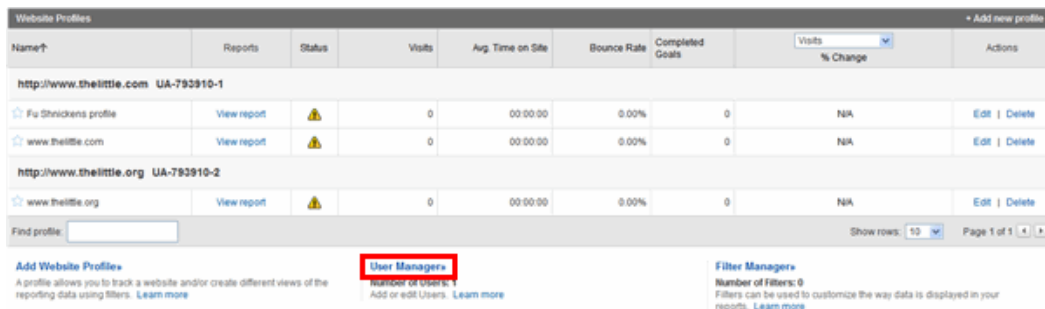 Website Profiles + Add new profile
Name↑ Reports Status Visits Avg. Time on Site Bounce Rate Completed Goals Visits % Change Actions
http://www.thelittle.com UA-793910-1
Fu Shnickens profile View report 0 00:00:00 0.00% 0 N/A Edit | Delete
www.thelittle.com View report 0 00:00:00 0.00% 0 N/A Edit | Delete
http://www.thelittle.org UA-793910-2
www.thelittle.org View report 0 00:00:00 0.00% 0 N/A Edit | Delete
Find profile: Show rows: 10 Page 1 of 1
Add Website Profile»
A profile allows you to track a website and/or create different views of the
reporting data using filters. Learn more
User Manager»
Number of Users: 1
Add or edit Users. Learn more
Filter Manager»
Number of Filters: 0
Filters can be used to customize the way data is displayed in your
reports. Learn more